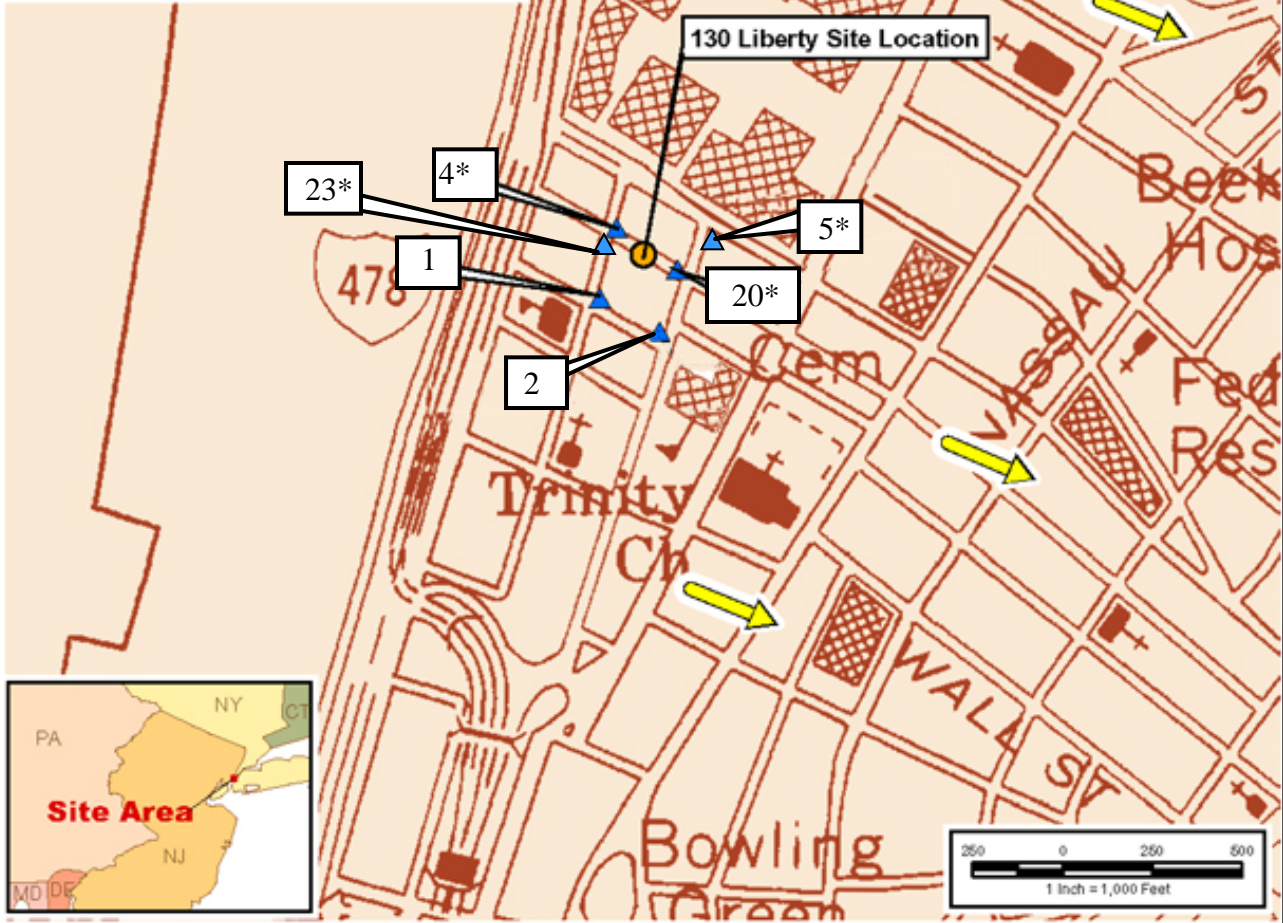 130 Liberty Site Location
ST
4*
23*
Beek
5*
Hos
1
478
20*
NASSAU
Cem
2
Fed
Res
Trinity
Ch
WALL ST
NY
CT
PA
Site Area
NJ
MD
DE
Bowling
Green
250 0 250 500
1 Inch = 1,000 Feet